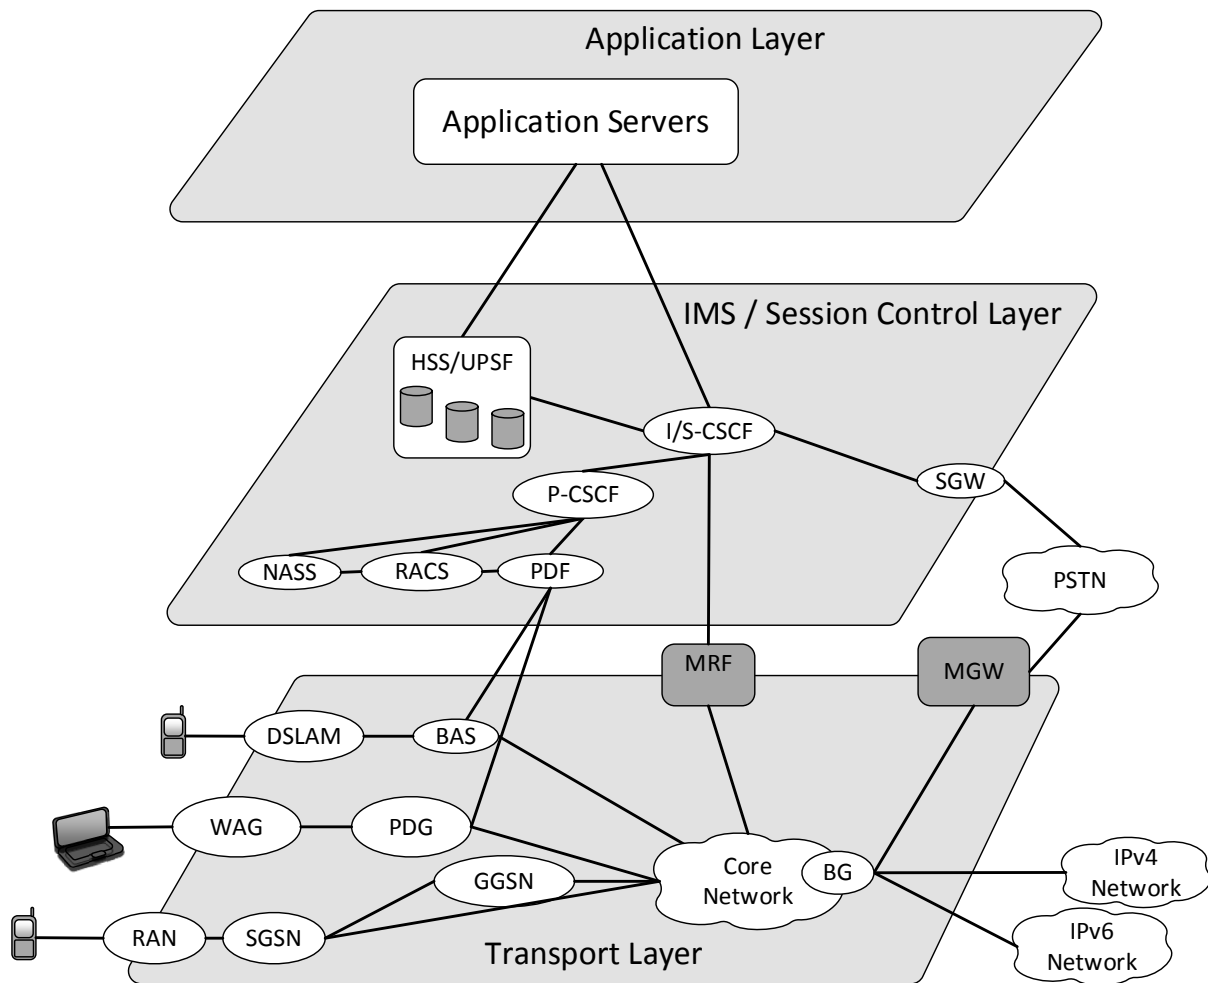 Application Layer
Application Servers
IMS / Session Control Layer
HSS/UPSF
I/S-CSCF
P-CSCF
SGW
NASS
RACS
PDF
PSTN
MRF
MGW
DSLAM
BAS
WAG
PDG
GGSN
Core
Network
BG
IPv4
Network
RAN
SGSN
Transport Layer
IPv6
Network